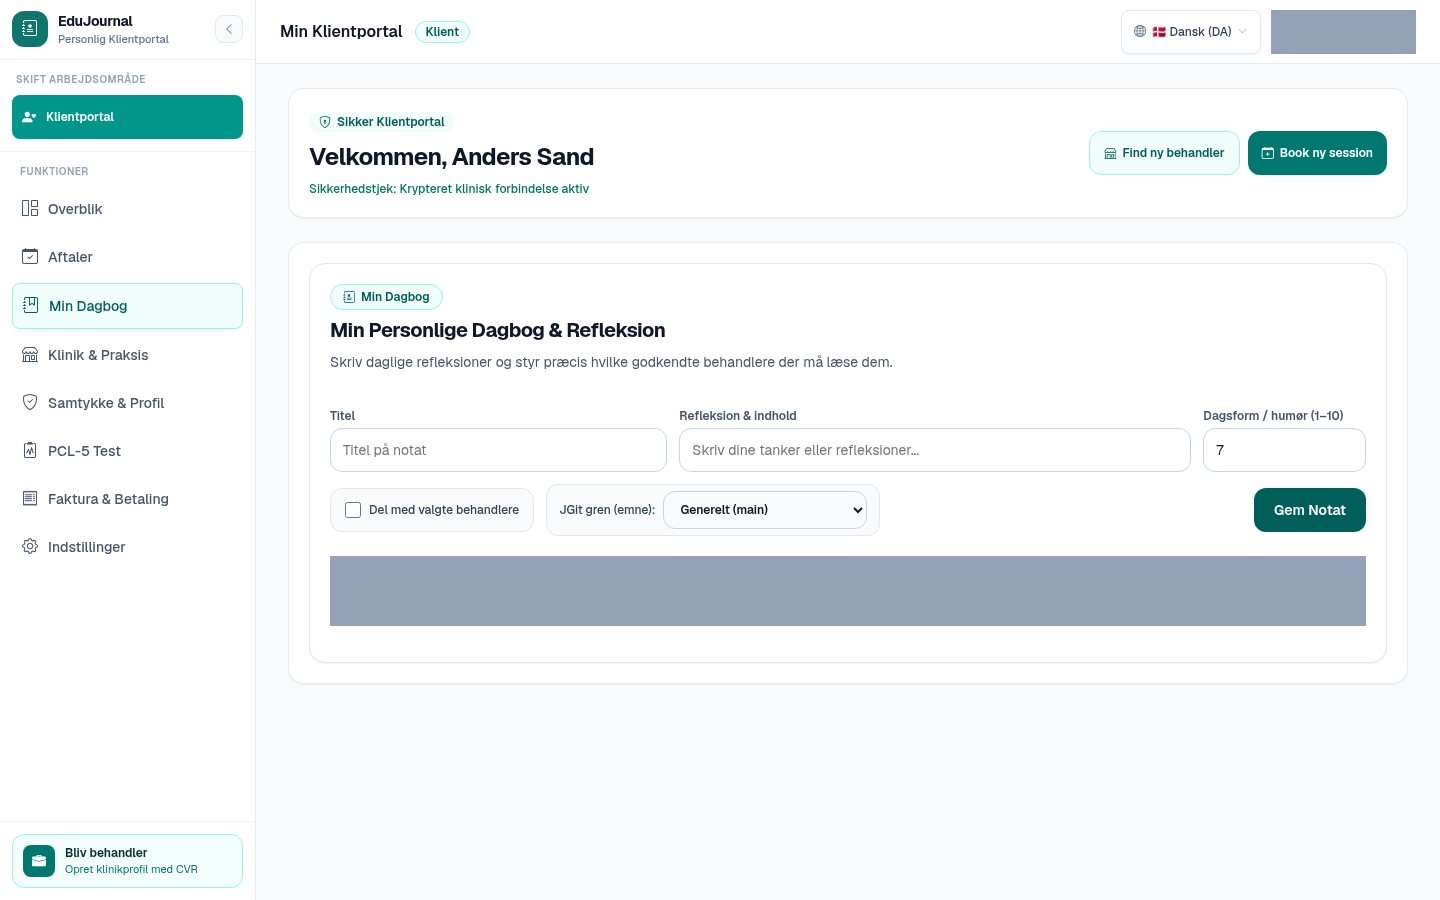 EduJournal
Personlig Klientportal
SKIFT ARBEJDSOMRÅDE
Klientportal
FUNKTIONER
Overblik
Aftaler
Min Dagbog
Klinik & Praksis
Samtykke & Profil
PCL-5 Test
Faktura & Betaling
Indstillinger
Bliv behandler
Opret klinikprofil med CVR
Min Klientportal
Klient
Dansk (DA)
Sikker Klientportal
Velkommen, Anders Sand
Sikkerhedstjek: Krypteret klinisk forbindelse aktiv
Find ny behandler
Book ny session
Min Dagbog
Min Personlige Dagbog & Refleksion
Skriv daglige refleksioner og styr præcis hvilke godkendte behandlere der må læse dem.
Titel
Refleksion & indhold
Dagsform / humør (1–10)
Titel på notat
Skriv dine tanker eller refleksioner...
7
Del med valgte behandlere
JGit gren (emne):
Generelt (main)
Gem Notat